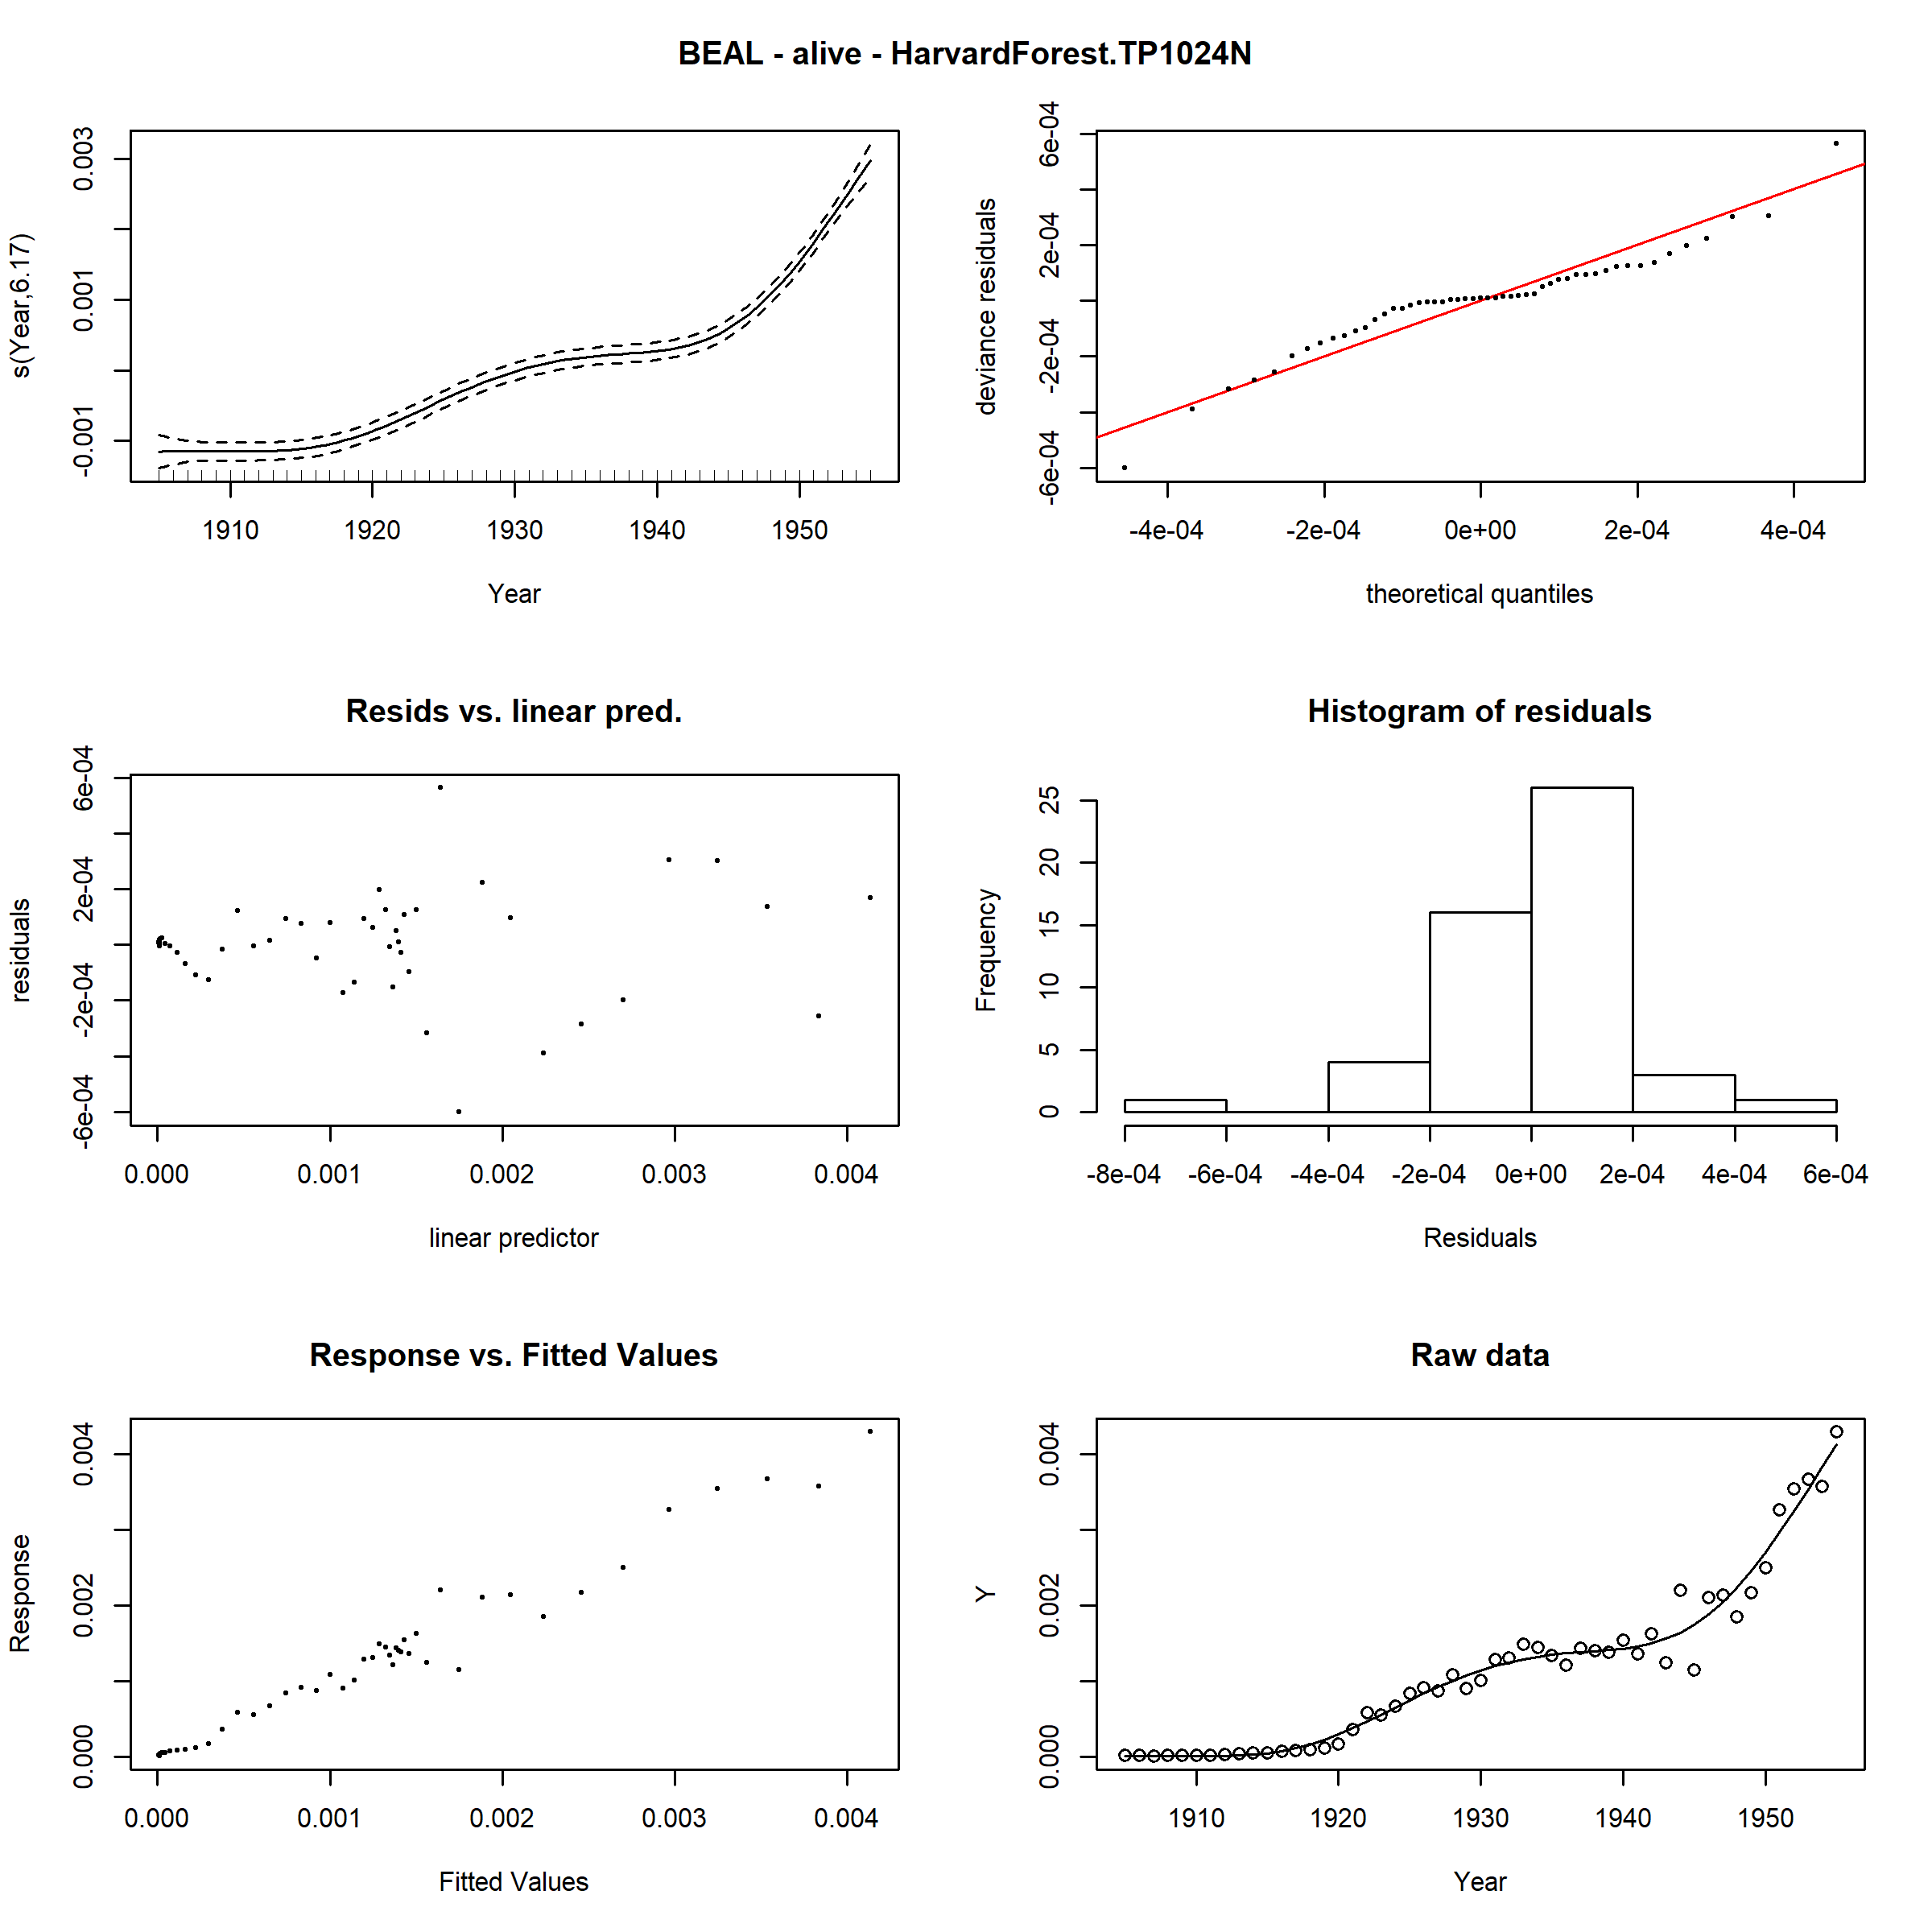 BEAL - alive - HarvardForest.TP1024N
s(Year,6.17)
-0.001 0.001 0.003
1910 1920 1930 1940 1950
Year
deviance residuals
-6e-04 -2e-04 2e-04 6e-04
-4e-04 -2e-04 0e+00 2e-04 4e-04
theoretical quantiles
Resids vs. linear pred.
residuals
-6e-04 -2e-04 2e-04 6e-04
0.000 0.001 0.002 0.003 0.004
linear predictor
Histogram of residuals
Frequency
0 5 10 15 20 25
-8e-04 -6e-04 -4e-04 -2e-04 0e+00 2e-04 4e-04 6e-04
Residuals
Response vs. Fitted Values
Response
0.000 0.002 0.004
0.000 0.001 0.002 0.003 0.004
Fitted Values
Raw data
Y
0.000 0.002 0.004
1910 1920 1930 1940 1950
Year